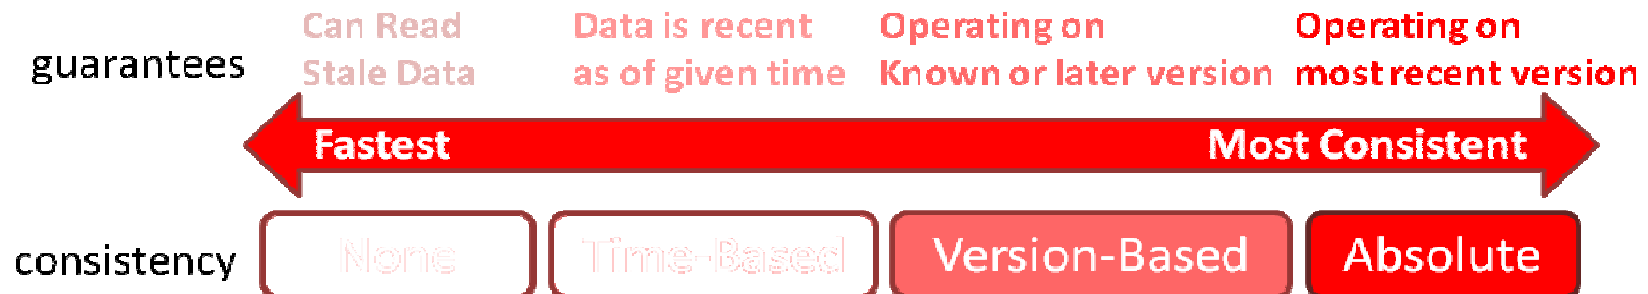 guarantees
Can Read
Stale Data
Data is recent
as of given time
Operating on
Known or later version
Operating on
most recent version
Fastest
Most Consistent
consistency
None
Time-Based
Version-Based
Absolute